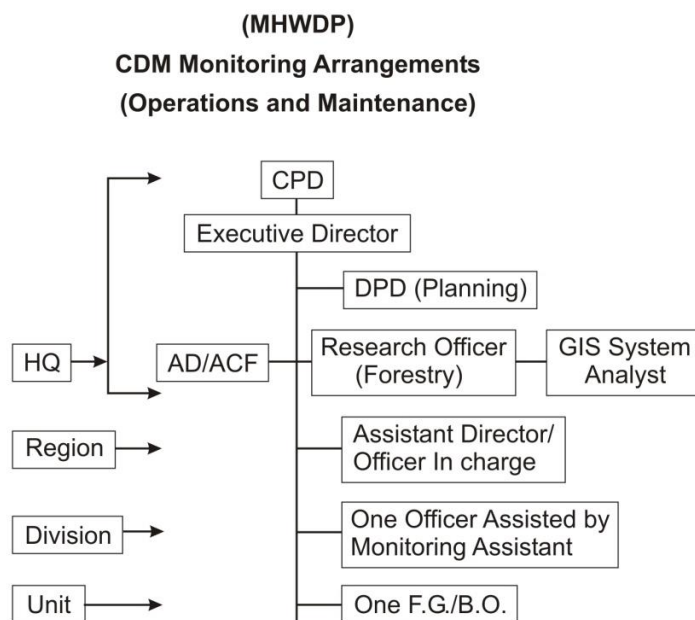 (MHWDP)
CDM Monitoring Arrangements
(Operations and Maintenance)
CPD
Executive Director
DPD (Planning)
HQ
AD/ACF
Research Officer
(Forestry)
GIS System
Analyst
Region
Assistant Director/
Officer In charge
Division
One Officer Assisted by
Monitoring Assistant
Unit
One F.G./B.O.